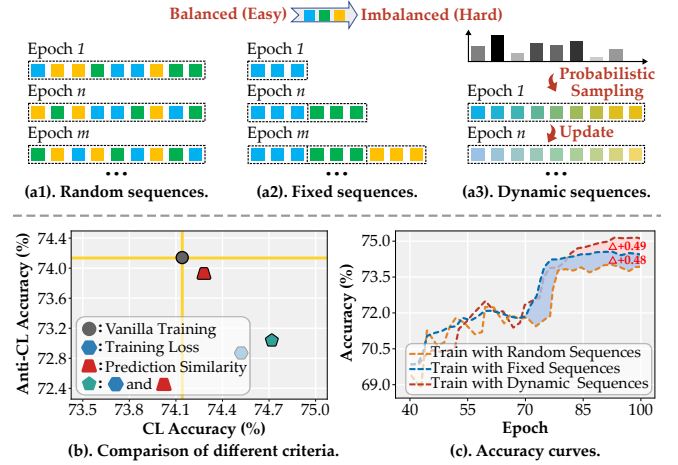 Balanced (Easy) Imbalanced (Hard)
Epoch 1
Epoch n
Epoch m
...
(a1). Random sequences.
Epoch 1
Epoch n
Epoch m
...
(a2). Fixed sequences.
Probabilistic
Sampling
Epoch 1
Epoch n
Update
...
(a3). Dynamic sequences.
Anti-CL Accuracy (%)
74.4
74.0
73.6
73.2
72.8
72.4
: Vanilla Training
: Training Loss
: Prediction Similarity
: and
73.5 73.8 74.1 74.4 74.7 75.0
CL Accuracy (%)
(b). Comparison of different criteria.
Accuracy (%)
75.0
73.5
72.0
70.5
69.0
△+0.49
△+0.48
Train with Random Sequences
Train with Fixed Sequences
Train with Dynamic Sequences
40 55 70 85 100
Epoch
(c). Accuracy curves.